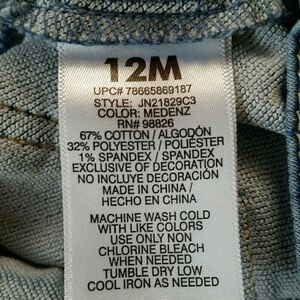 12M
UPC# 78665869187
STYLE: JN21829C3
COLOR: MEDENZ
RN# 98826
67% COTTON / ALGODÓN
32% POLYESTER / POLIÉSTER
1% SPANDEX / SPANDEX
EXCLUSIVE OF DECORATION
NO INCLUYE DECORACIÓN
MADE IN CHINA /
HECHO EN CHINA
MACHINE WASH COLD
WITH LIKE COLORS
USE ONLY NON
CHLORINE BLEACH
WHEN NEEDED
TUMBLE DRY LOW
COOL IRON AS NEEDED